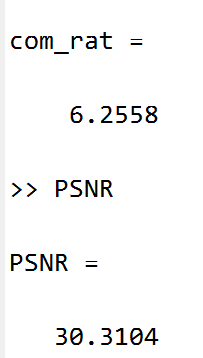 com_rat =
6.2558
>> PSNR
PSNR =
30.3104